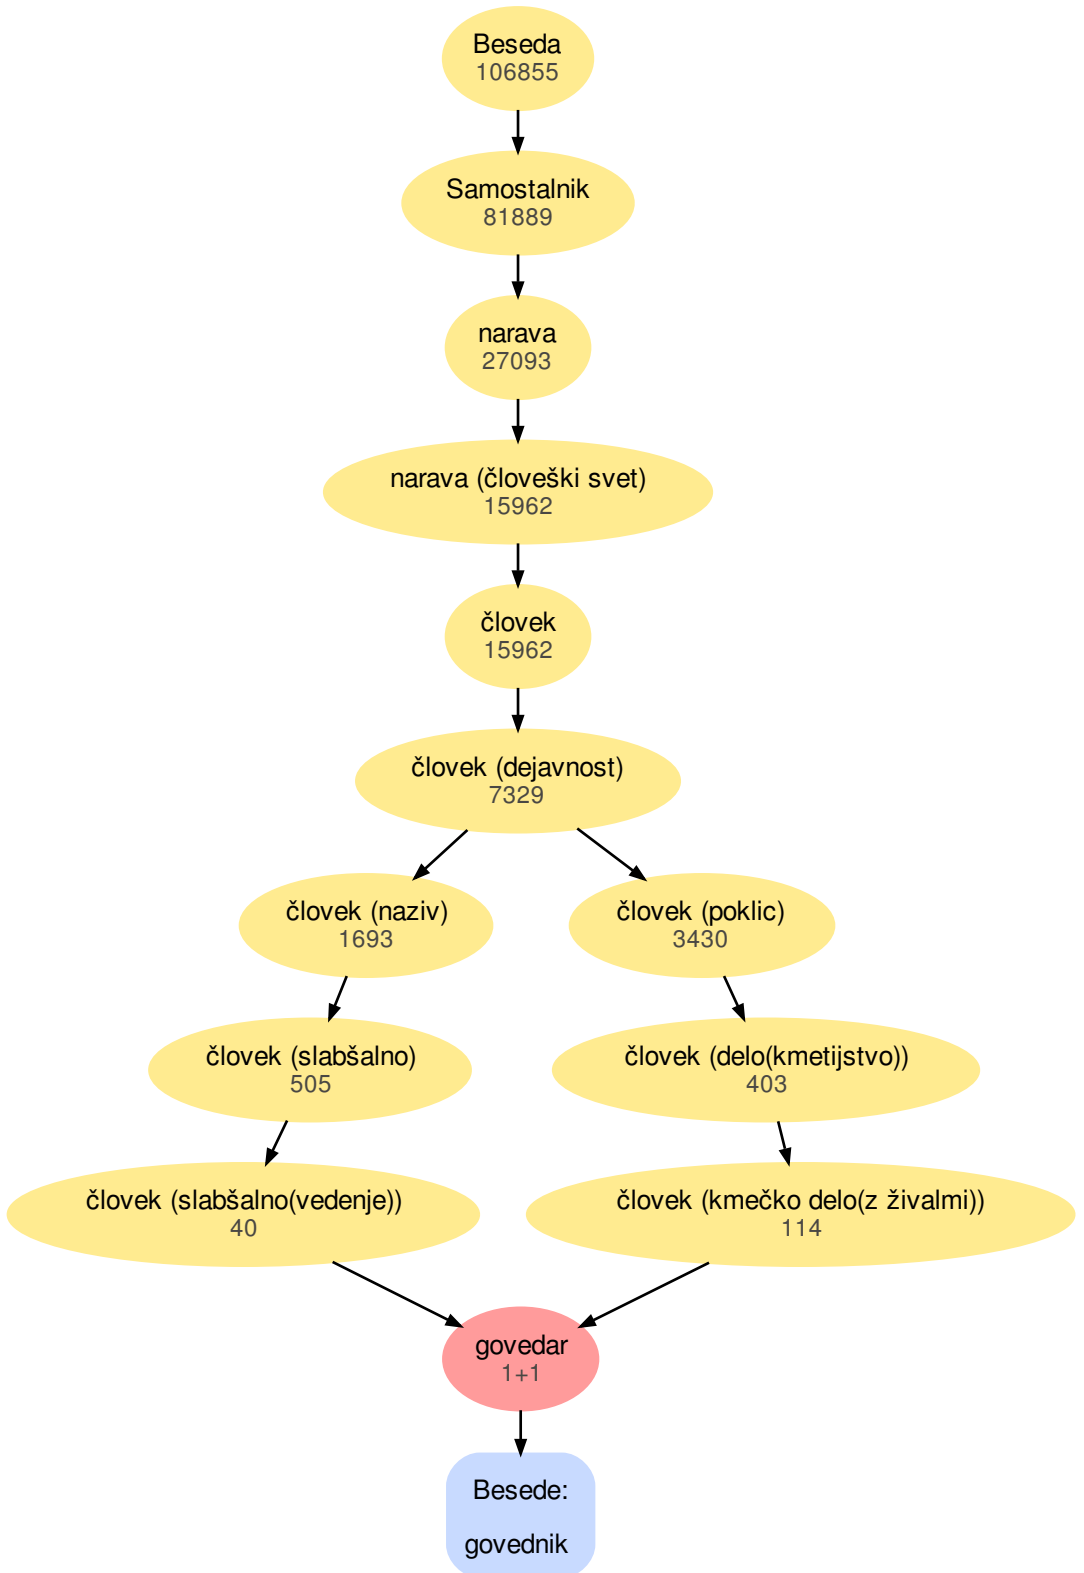 Beseda
106855
Samostalnik
81889
narava
27093
narava (človeški svet)
15962
človek
15962
človek (dejavnost)
7329
človek (naziv)
1693
človek (poklic)
3430
človek (slabšalno)
505
človek (delo(kmetijstvo))
403
človek (slabšalno(vedenje))
40
človek (kmečko delo(z živalmi))
114
govedar
1+1
Besede:
govednik